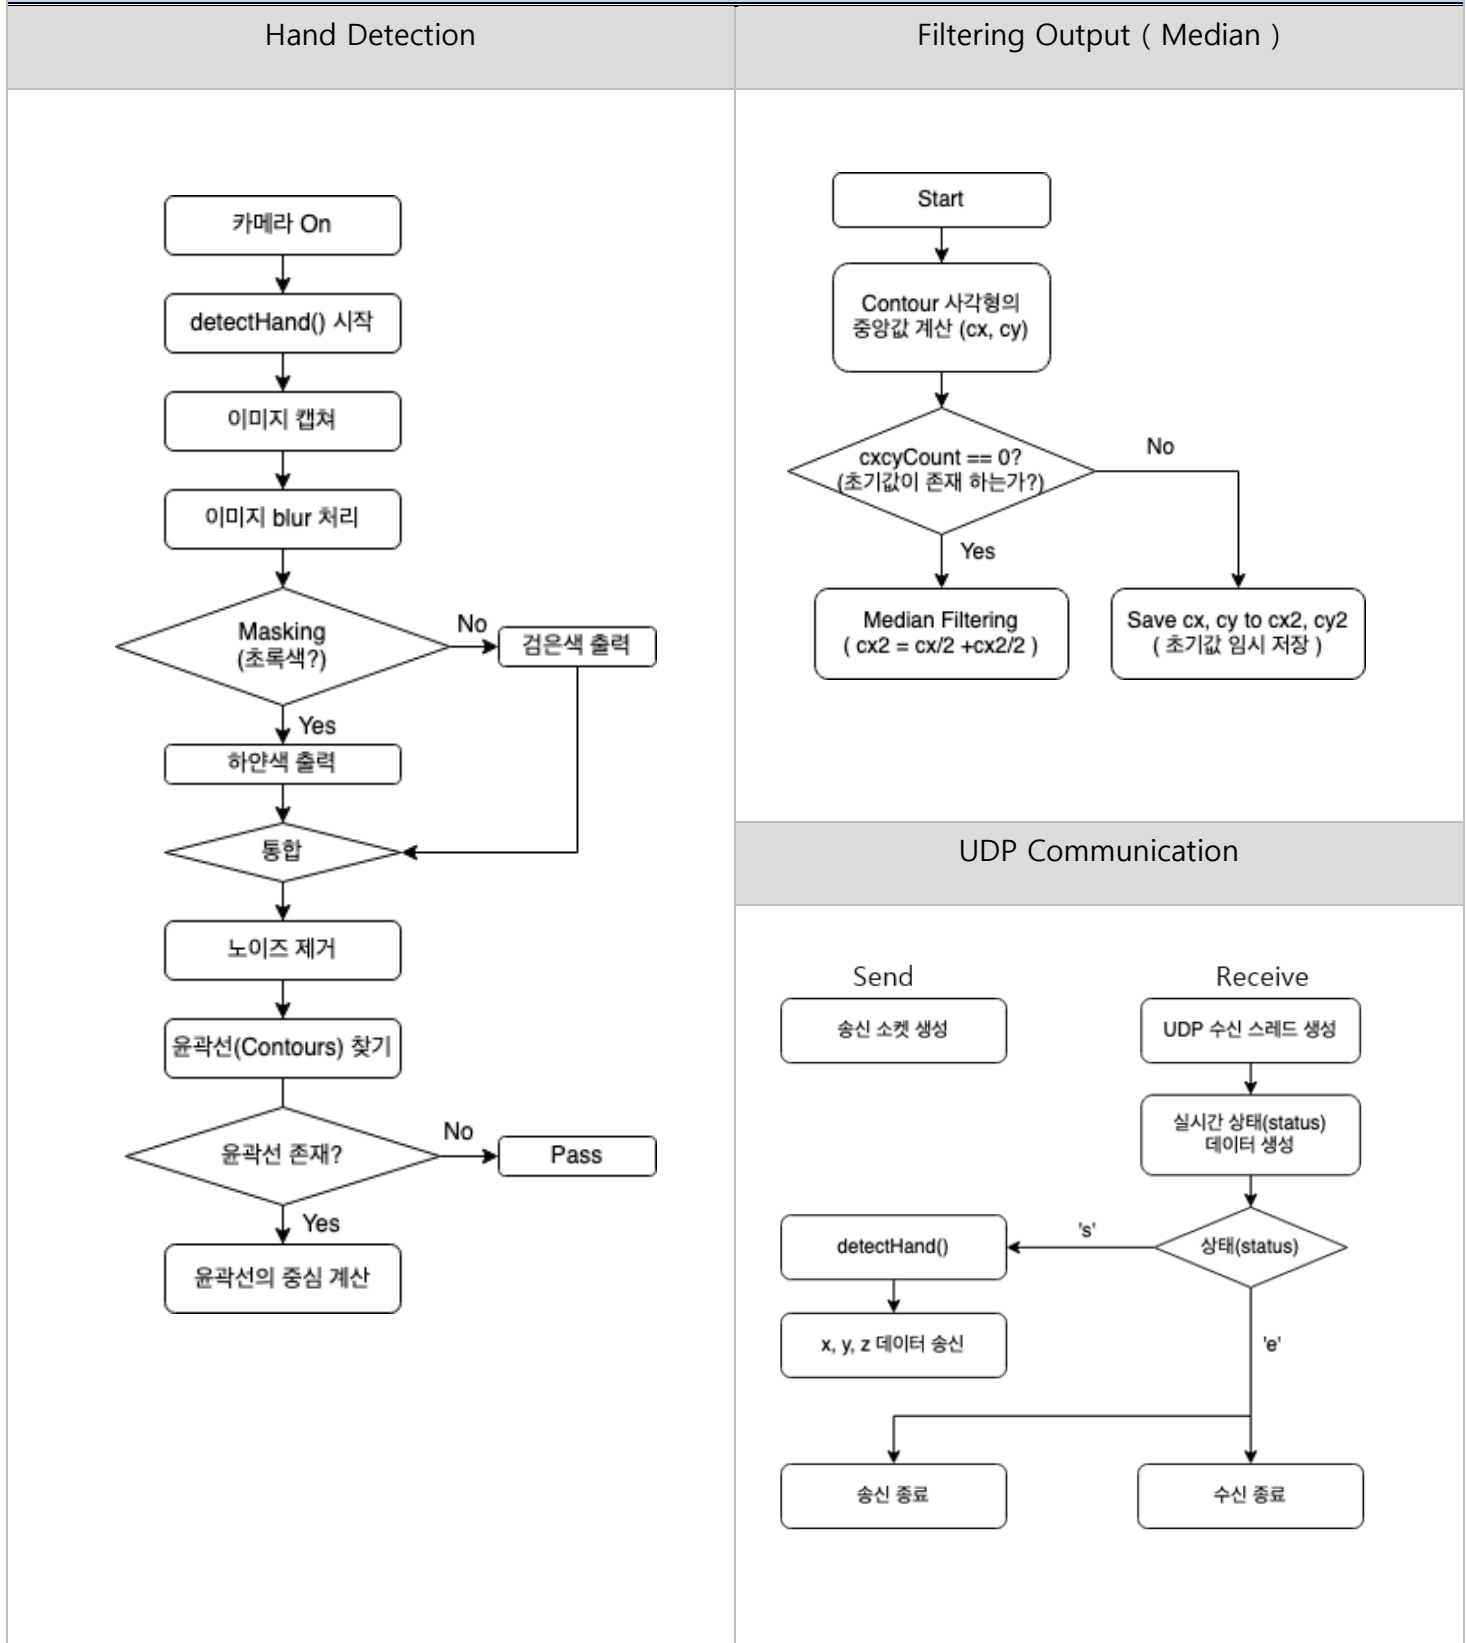 Hand Detection
카메라 On
detectHand() 시작
이미지 캡쳐
이미지 blur 처리
Masking
(초록색?)
No
검은색 출력
Yes
하얀색 출력
통합
노이즈 제거
윤곽선(Contours) 찾기
윤곽선 존재?
No
Pass
Yes
윤곽선의 중심 계산
Filtering Output ( Median )
Start
Contour 사각형의
중앙값 계산 (cx, cy)
cxcyCount == 0?
(초기값이 존재 하는가?)
No
Yes
Median Filtering
( cx2 = cx/2 +cx2/2 )
Save cx, cy to cx2, cy2
( 초기값 임시 저장 )
UDP Communication
Send
Receive
송신 소켓 생성
UDP 수신 스레드 생성
실시간 상태(status)
데이터 생성
상태(status)
's'
detectHand()
x, y, z 데이터 송신
'e'
송신 종료
수신 종료